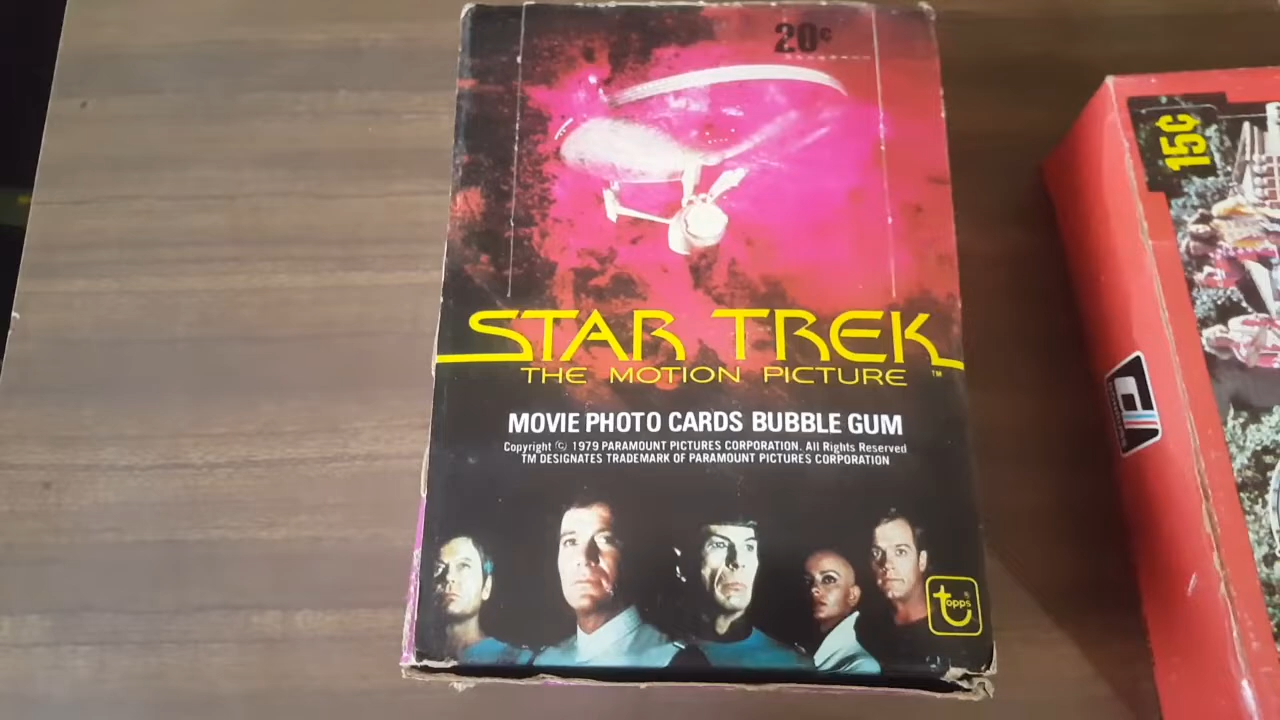 20¢
STAR TREK
THE MOTION PICTURE™
MOVIE PHOTO CARDS BUBBLE GUM
Copyright © 1979 PARAMOUNT PICTURES CORPORATION. All Rights Reserved
TM DESIGNATES TRADEMARK OF PARAMOUNT PICTURES CORPORATION
topps®
15¢